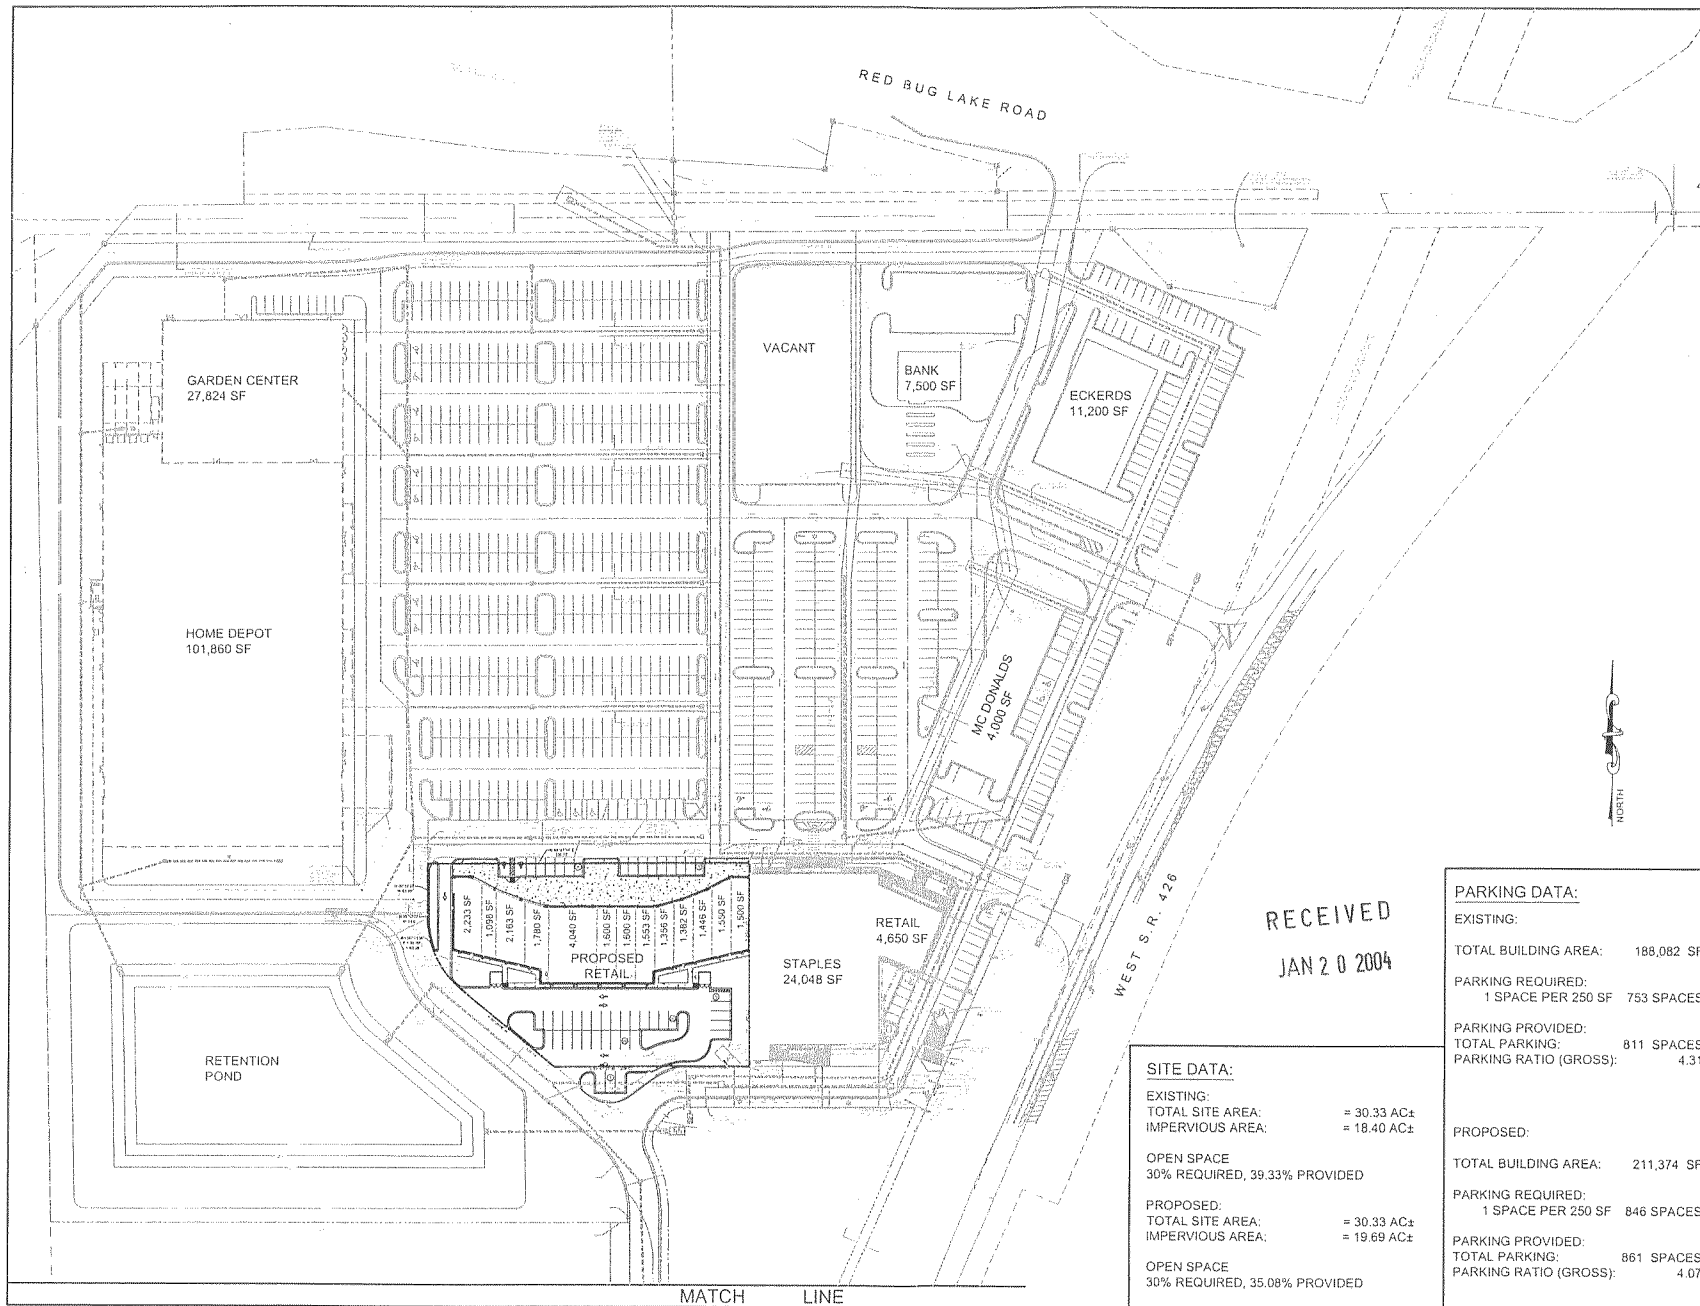 RED BUG LAKE ROAD
GARDEN CENTER
27,824 SF
VACANT
BANK
7,500 SF
ECKERDS
11,200 SF
HOME DEPOT
101,860 SF
MC DONALDS
4,000 SF
NORTH
2,233 SF
1,098 SF
2,163 SF
1,780 SF
4,040 SF
1,600 SF
1,600 SF
1,553 SF
1,356 SF
1,382 SF
1,446 SF
1,550 SF
1,500 SF
PROPOSED
RETAIL
RETAIL
4,650 SF
STAPLES
24,048 SF
WEST S.R. 426
RECEIVED
JAN 20 2004
RETENTION
POND
SITE DATA:
EXISTING:
TOTAL SITE AREA: = 30.33 AC±
IMPERVIOUS AREA: = 18.40 AC±
OPEN SPACE
30% REQUIRED, 39.33% PROVIDED
PROPOSED:
TOTAL SITE AREA: = 30.33 AC±
IMPERVIOUS AREA: = 19.69 AC±
OPEN SPACE
30% REQUIRED, 35.08% PROVIDED
PARKING DATA:
EXISTING:
TOTAL BUILDING AREA: 188,082 SF
PARKING REQUIRED:
1 SPACE PER 250 SF 753 SPACES
PARKING PROVIDED:
TOTAL PARKING: 811 SPACES
PARKING RATIO (GROSS): 4.31
PROPOSED:
TOTAL BUILDING AREA: 211,374 SF
PARKING REQUIRED:
1 SPACE PER 250 SF 846 SPACES
PARKING PROVIDED:
TOTAL PARKING: 861 SPACES
PARKING RATIO (GROSS): 4.07
MATCH LINE